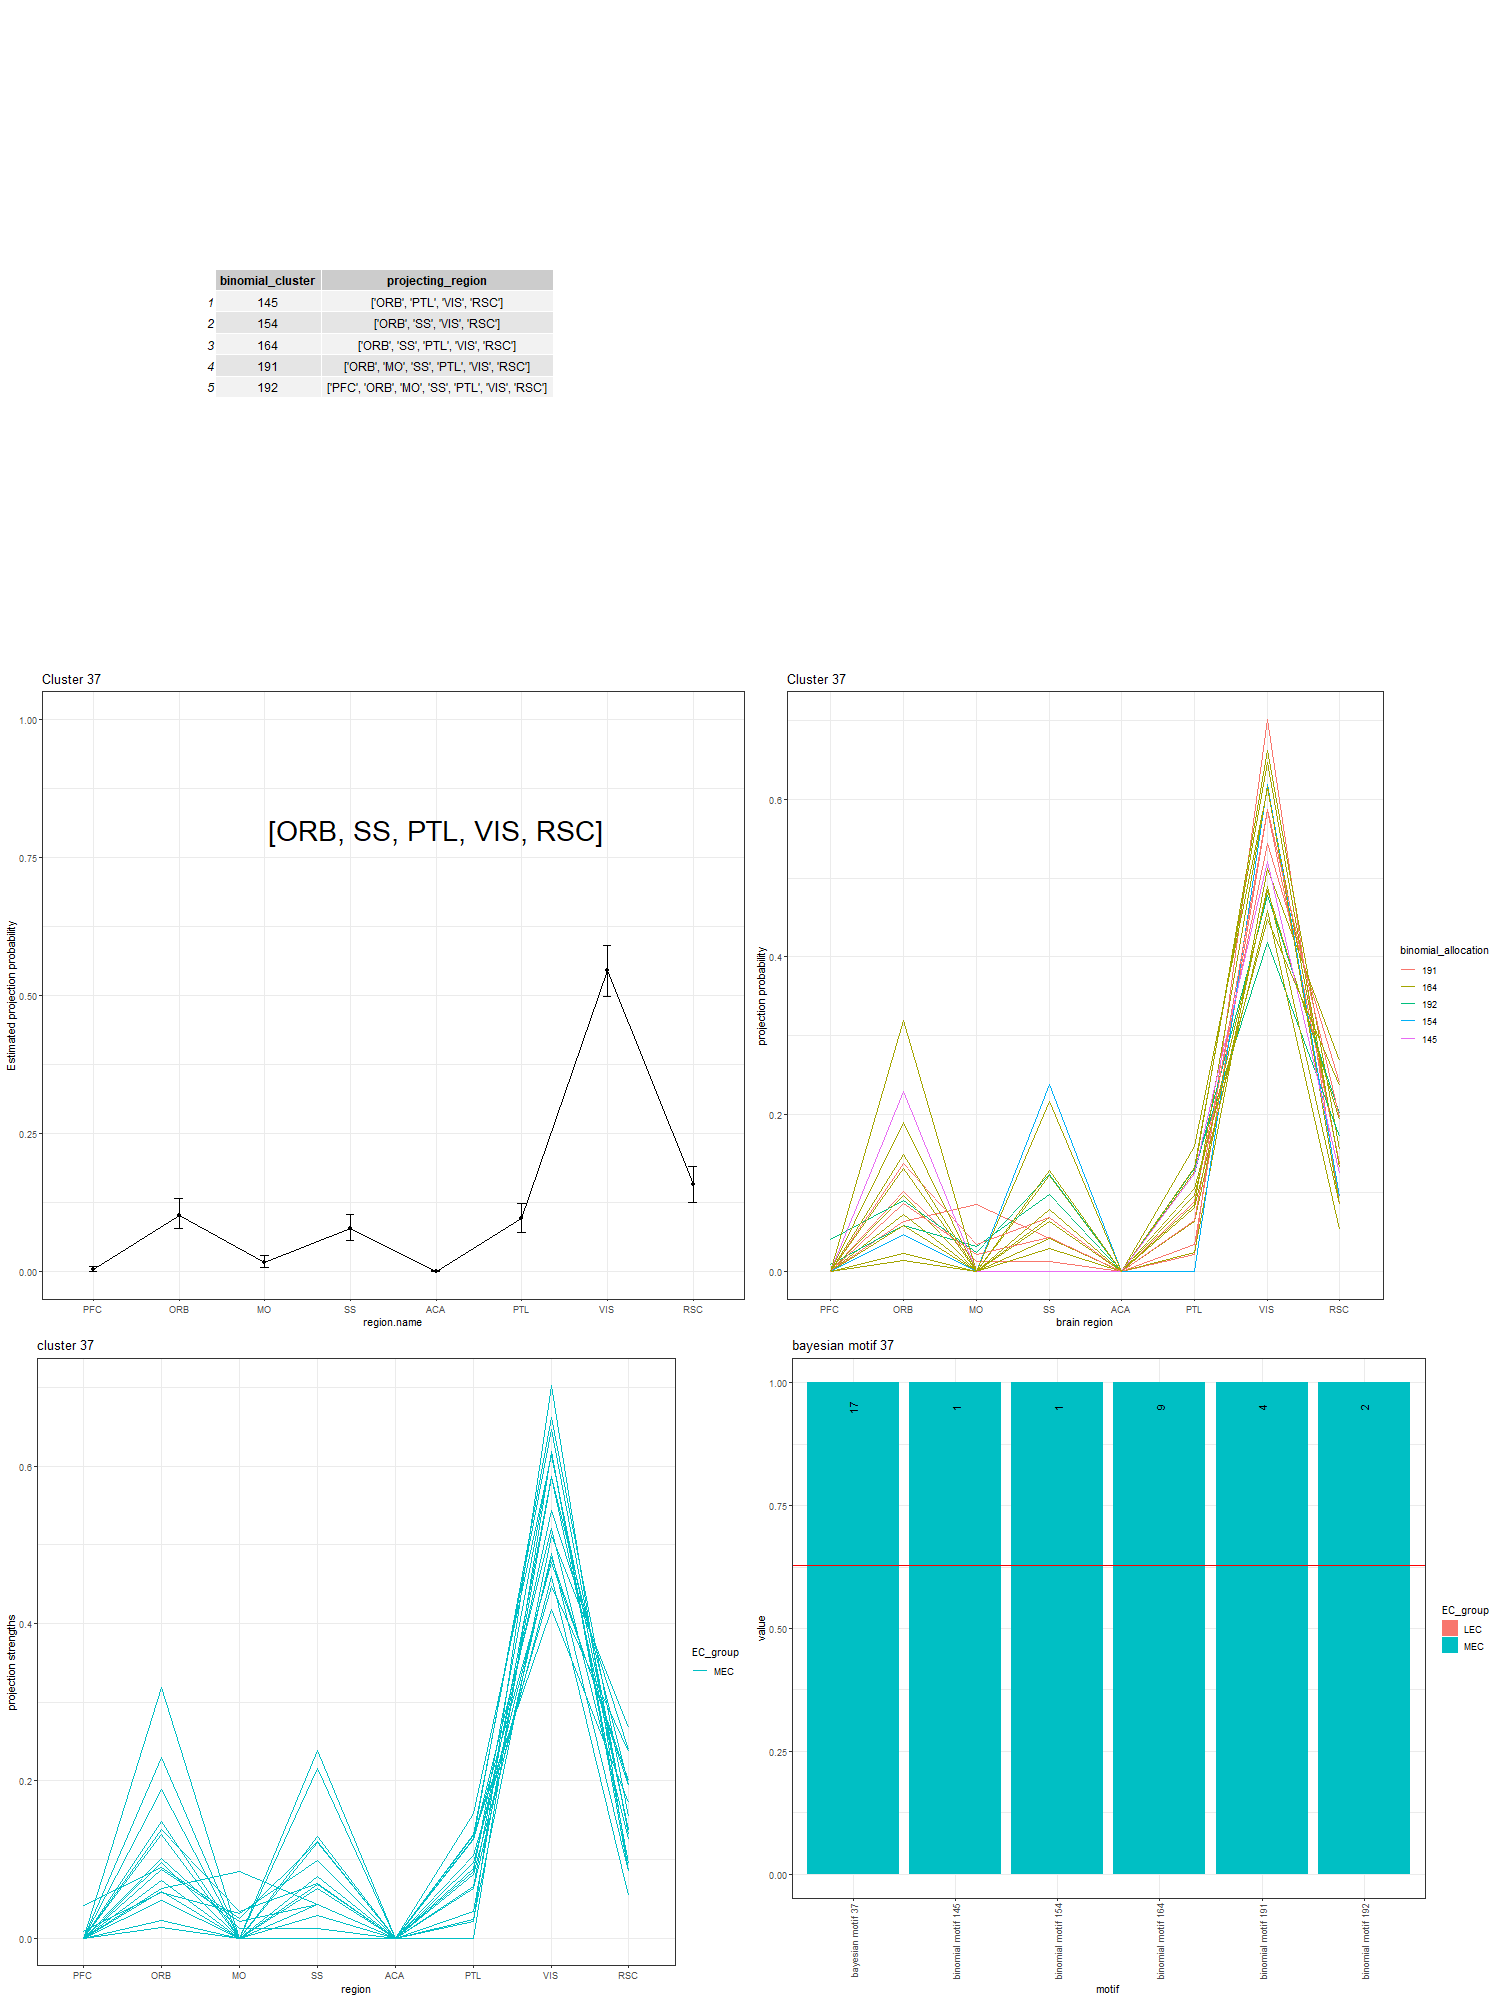 binomial_cluster projecting_region
1 145 ['ORB', 'PTL', 'VIS', 'RSC']
2 154 ['ORB', 'SS', 'VIS', 'RSC']
3 164 ['ORB', 'SS', 'PTL', 'VIS', 'RSC']
4 191 ['ORB', 'MO', 'SS', 'PTL', 'VIS', 'RSC']
5 192 ['PFC', 'ORB', 'MO', 'SS', 'PTL', 'VIS', 'RSC']
Cluster 37
[ORB, SS, PTL, VIS, RSC]
Estimated projection probability
1.00
0.75
0.50
0.25
0.00
PFC ORB MO SS ACA PTL VIS RSC
region.name
Cluster 37
projection probability
0.6
0.4
0.2
0.0
PFC ORB MO SS ACA PTL VIS RSC
brain region
binomial_allocation
191
164
192
154
145
cluster 37
projection strengths
0.6
0.4
0.2
0.0
PFC ORB MO SS ACA PTL VIS RSC
region
EC_group
MEC
bayesian motif 37
value
1.00
0.75
0.50
0.25
0.00
17 1 1 9 4 2
bayesian motif 37
binomial motif 145
binomial motif 154
binomial motif 164
binomial motif 191
binomial motif 192
motif
EC_group
LEC
MEC